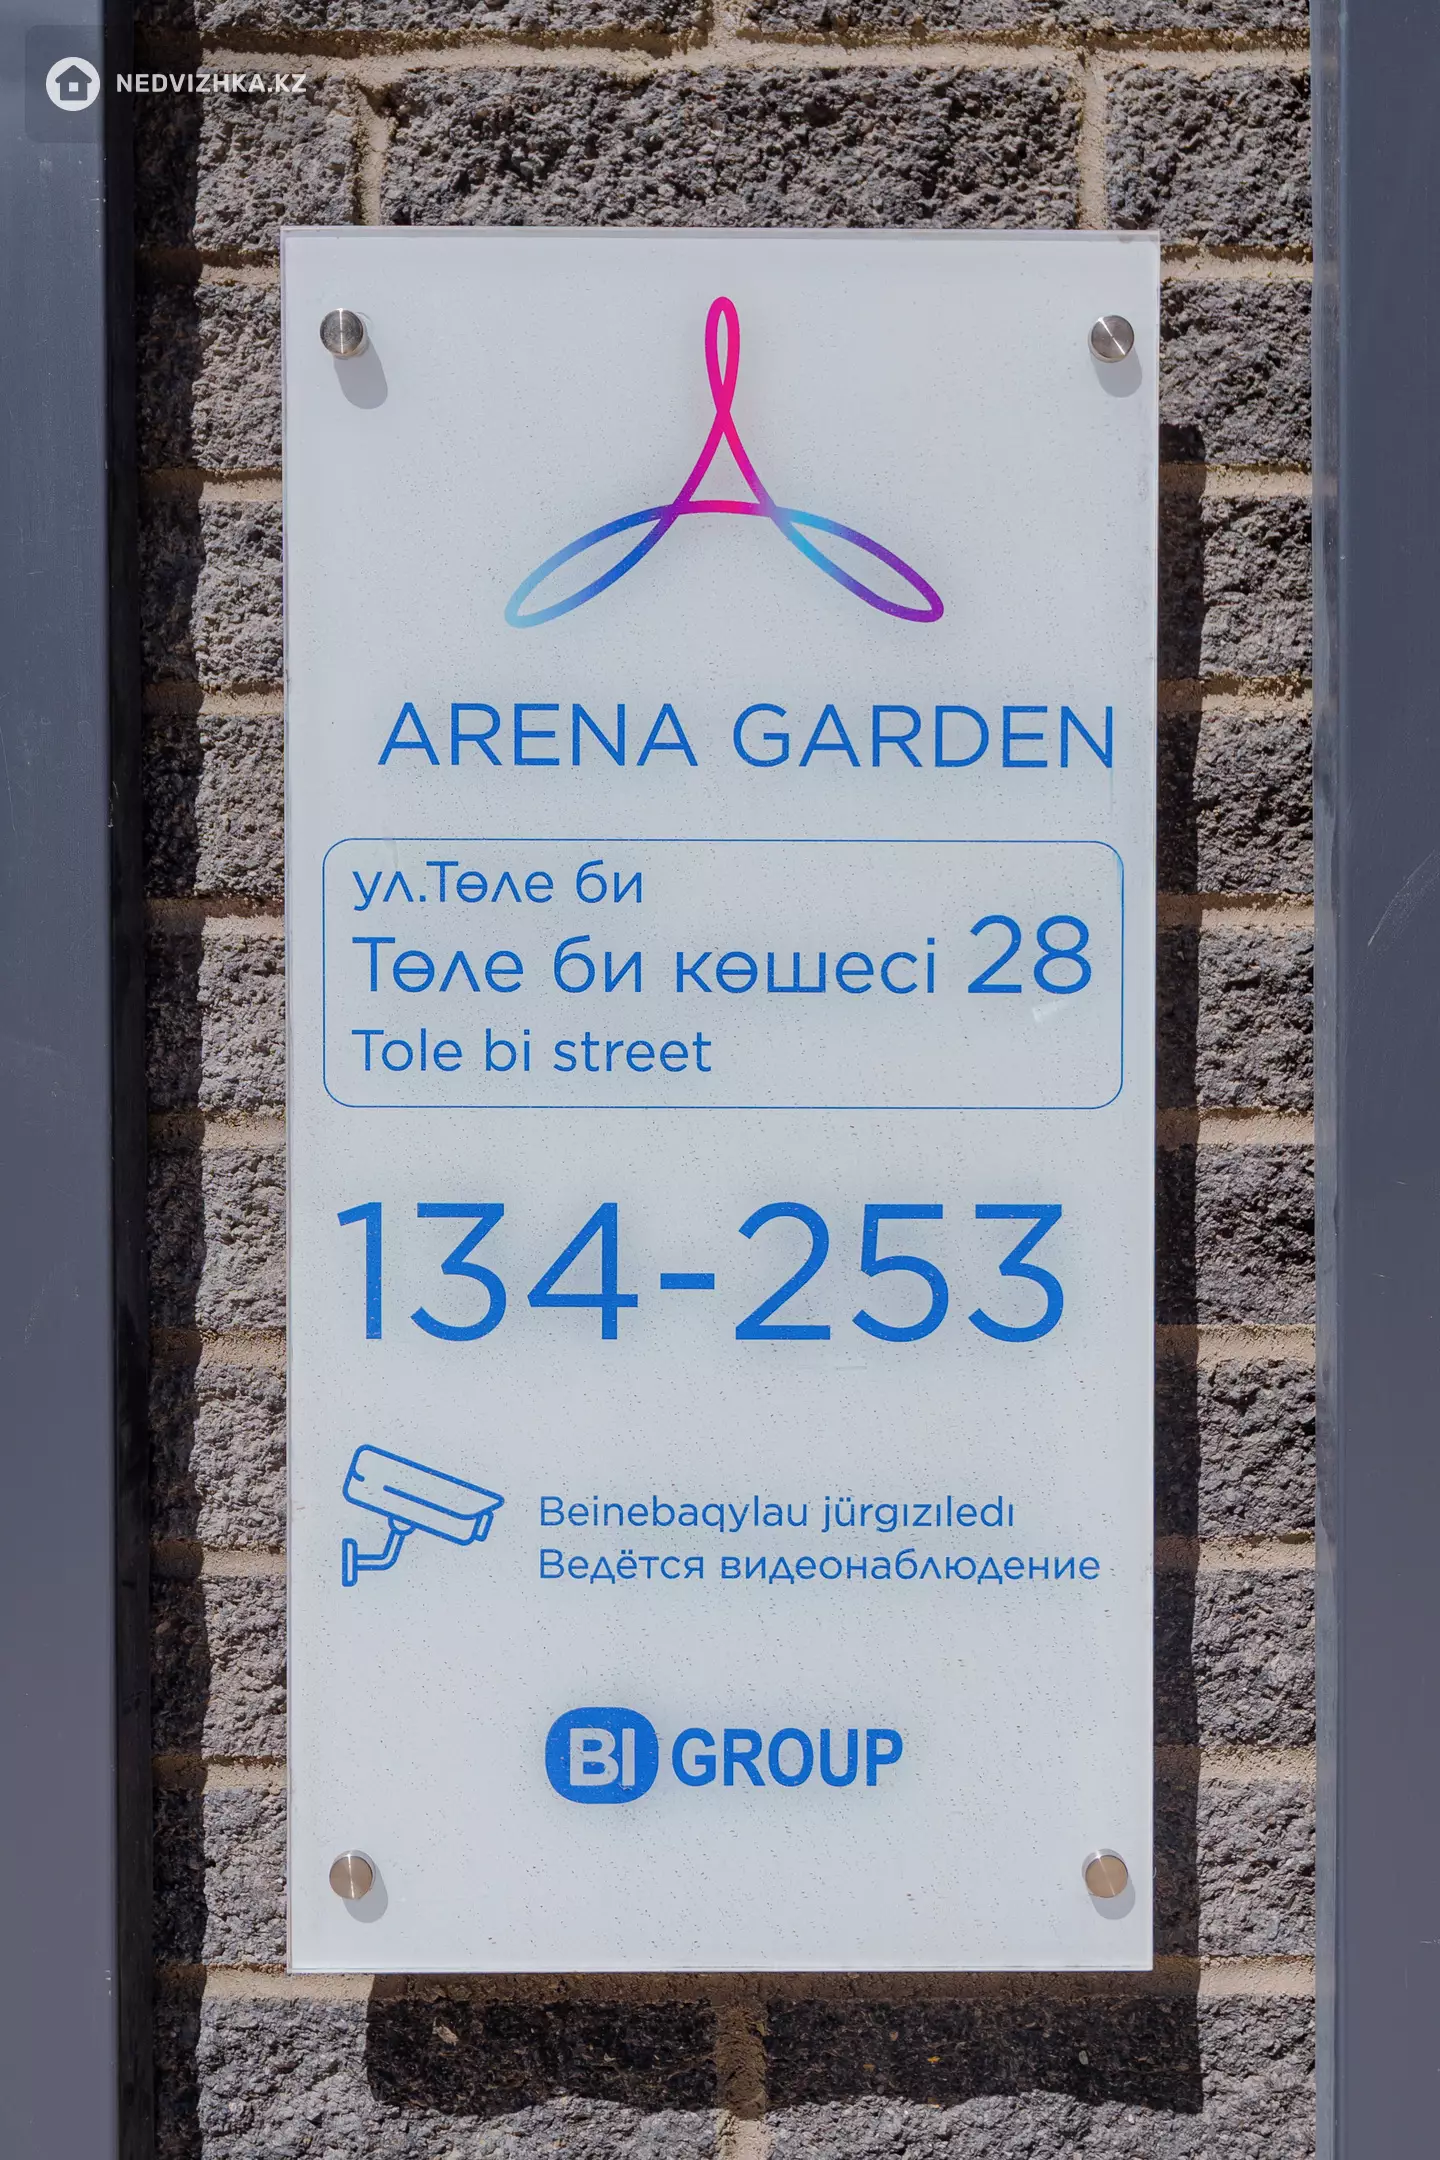 NEDVIZHKA.KZ
ARENA GARDEN
ул.Төле би
Төле би көшесі 28
Tole bi street
134-253
Beinebaqylau jürgızıledı
Ведётся видеонаблюдение
BI GROUP